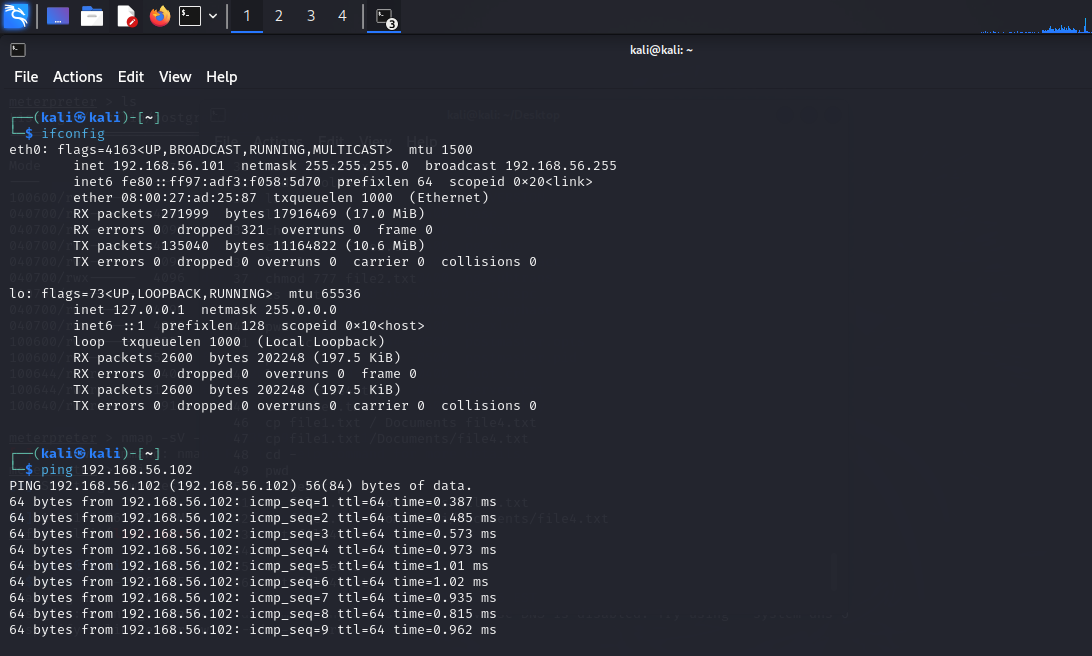 1 2 3 4 3
kali@kali: ~
File Actions Edit View Help
┌──(kali㉿kali)-[~]
└─$ ifconfig
eth0: flags=4163<UP,BROADCAST,RUNNING,MULTICAST>  mtu 1500
        inet 192.168.56.101  netmask 255.255.255.0  broadcast 192.168.56.255
        inet6 fe80::ff97:adf3:f058:5d70  prefixlen 64  scopeid 0×20<link>
        ether 08:00:27:ad:25:87  txqueuelen 1000  (Ethernet)
        RX packets 271999  bytes 17916469 (17.0 MiB)
        RX errors 0  dropped 321  overruns 0  frame 0
        TX packets 135040  bytes 11164822 (10.6 MiB)
        TX errors 0  dropped 0 overruns 0  carrier 0  collisions 0
lo: flags=73<UP,LOOPBACK,RUNNING>  mtu 65536
        inet 127.0.0.1  netmask 255.0.0.0
        inet6 ::1  prefixlen 128  scopeid 0×10<host>
        loop  txqueuelen 1000  (Local Loopback)
        RX packets 2600  bytes 202248 (197.5 KiB)
        RX errors 0  dropped 0  overruns 0  frame 0
        TX packets 2600  bytes 202248 (197.5 KiB)
        TX errors 0  dropped 0 overruns 0  carrier 0  collisions 0
┌──(kali㉿kali)-[~]
└─$ ping 192.168.56.102
PING 192.168.56.102 (192.168.56.102) 56(84) bytes of data.
64 bytes from 192.168.56.102: icmp_seq=1 ttl=64 time=0.387 ms
64 bytes from 192.168.56.102: icmp_seq=2 ttl=64 time=0.485 ms
64 bytes from 192.168.56.102: icmp_seq=3 ttl=64 time=0.573 ms
64 bytes from 192.168.56.102: icmp_seq=4 ttl=64 time=0.973 ms
64 bytes from 192.168.56.102: icmp_seq=5 ttl=64 time=1.01 ms
64 bytes from 192.168.56.102: icmp_seq=6 ttl=64 time=1.02 ms
64 bytes from 192.168.56.102: icmp_seq=7 ttl=64 time=0.935 ms
64 bytes from 192.168.56.102: icmp_seq=8 ttl=64 time=0.815 ms
64 bytes from 192.168.56.102: icmp_seq=9 ttl=64 time=0.962 ms